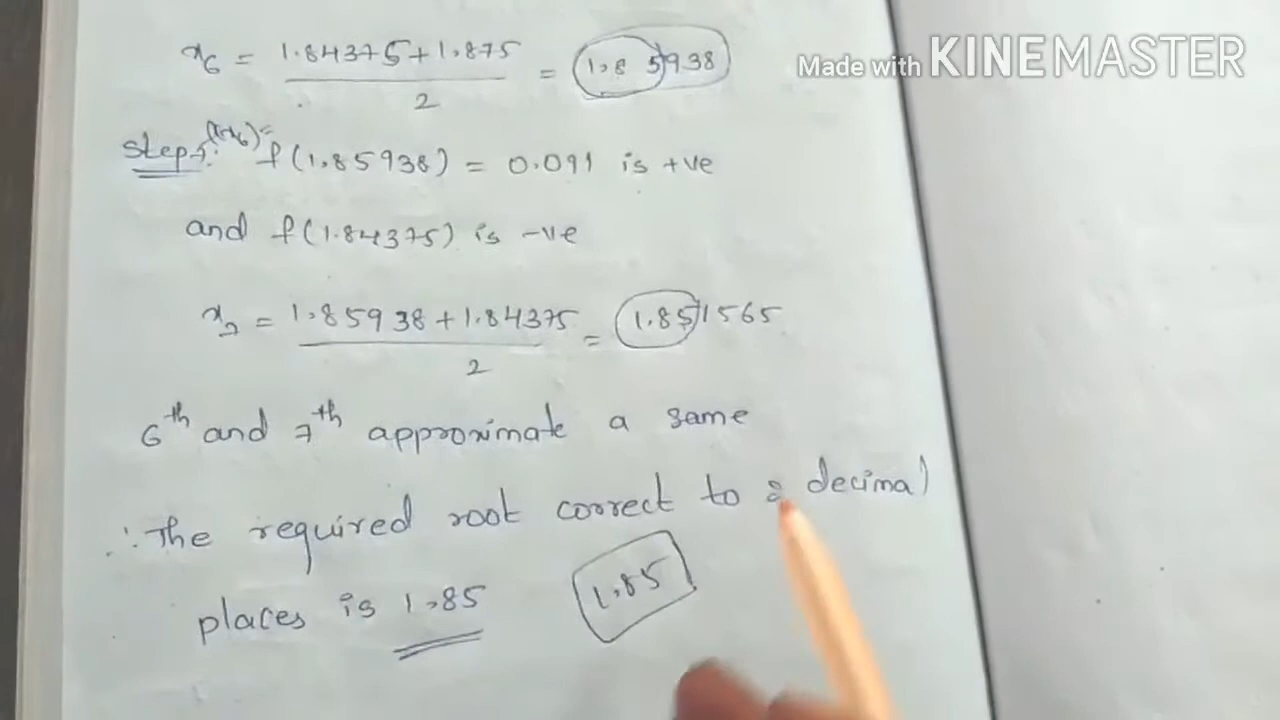 x₆ = 1.84375+1.875 / 2 = 1.85938
Made with KINEMASTER
Step 7: f(x₆)= f(1.85938) = 0.091 is +ve
and f(1.84375) is -ve
x₇ = 1.85938+1.84375 / 2 = 1.851565
6th and 7th approximate a same
∴ The required root correct to 2 decimal
places is 1.85 1.85